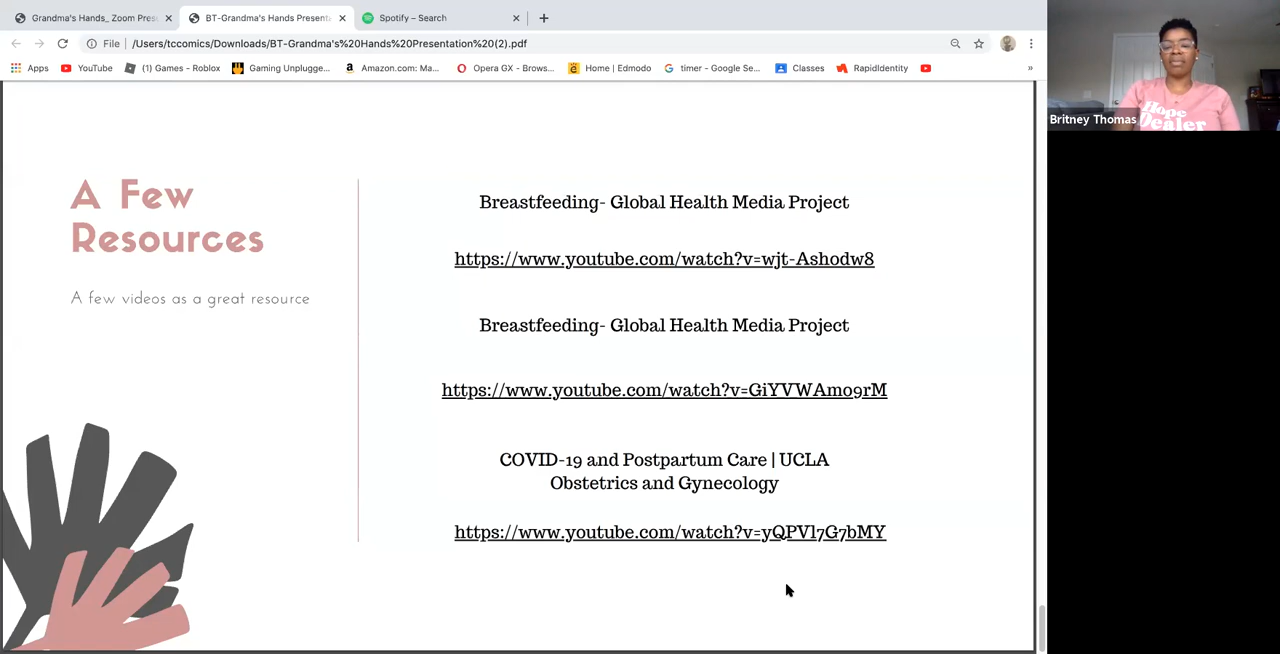 Grandma's Hands_ Zoom Pres
BT-Grandma's Hands Presenta
Spotify – Search
File
/Users/tccomics/Downloads/BT-Grandma's%20Hands%20Presentation%20(2).pdf
Apps
YouTube
(1) Games - Roblox
Gaming Unplugge...
Amazon.com: Ma...
Opera GX - Brows...
Home | Edmodo
timer - Google Se...
Classes
RapidIdentity
»
A Few
Resources
A few videos as a great resource
Breastfeeding- Global Health Media Project
https://www.youtube.com/watch?v=wjt-Ashodw8
Breastfeeding- Global Health Media Project
https://www.youtube.com/watch?v=GiYVWAmo9rM
COVID-19 and Postpartum Care | UCLA
Obstetrics and Gynecology
https://www.youtube.com/watch?v=yQPVl7G7bMY
Britney Thomas
Hope
Dealer